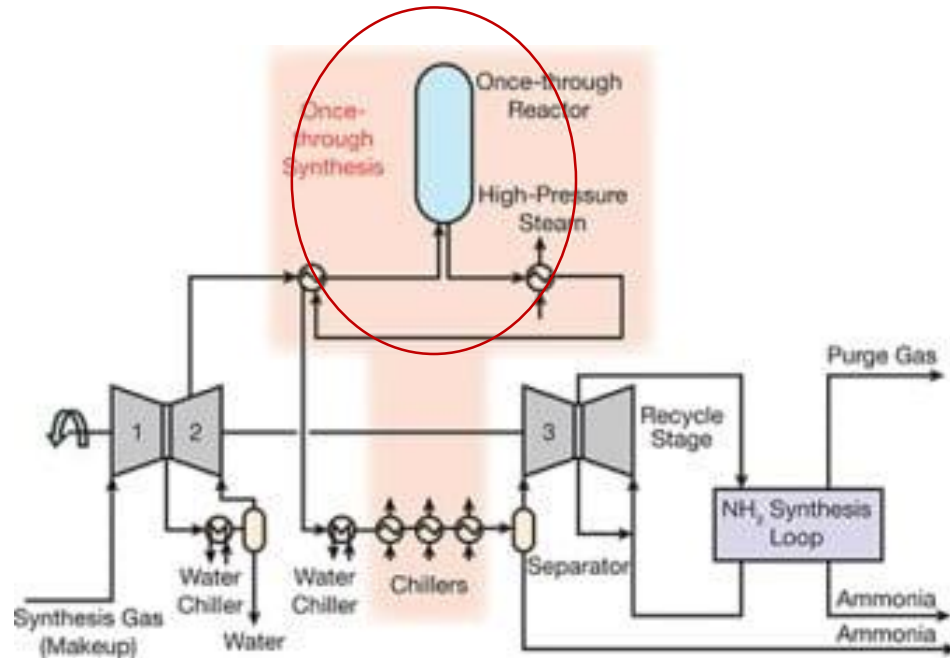 Once-through
Reactor
Once-
through
Synthesis
High-Pressure
Steam
Purge Gas
1
2
3
Recycle
Stage
NH3 Synthesis
Loop
Water
Chiller
Water
Chiller
Chillers
Separator
Synthesis Gas
(Makeup)
Water
Ammonia
Ammonia